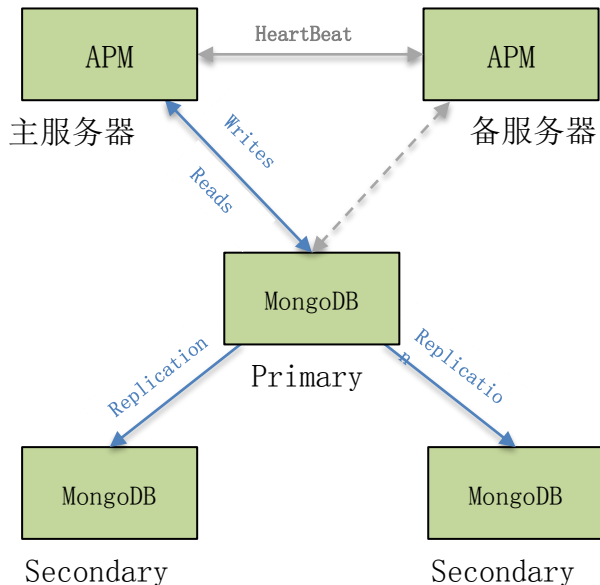 HeartBeat
APM
APM
主服务器
备服务器
Writes
Reads
MongoDB
Primary
Replication
Replicatio
n
MongoDB
MongoDB
Secondary
Secondary